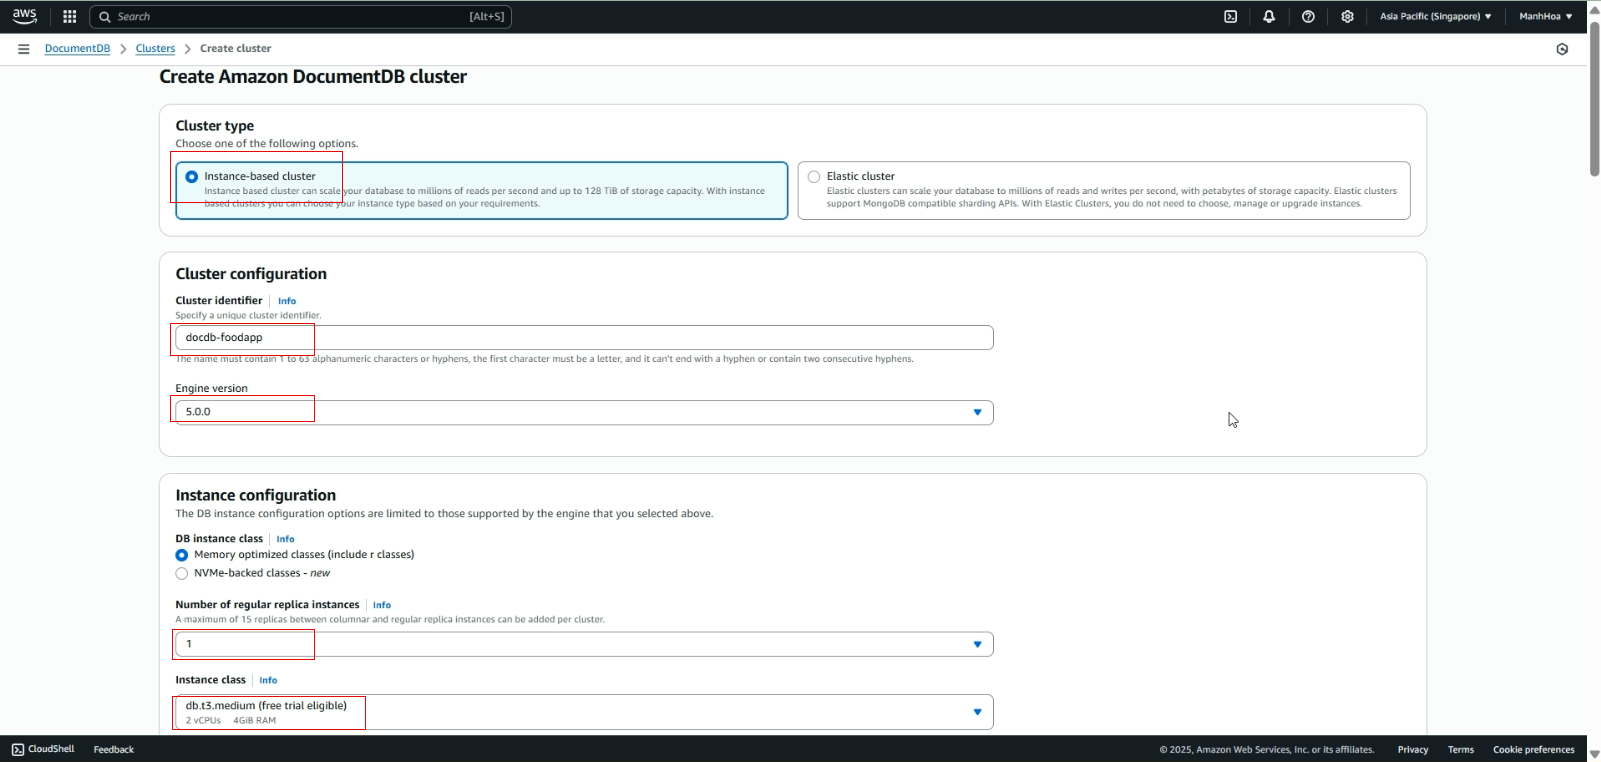 aws
Search [Alt+S]
Asia Pacific (Singapore) ▼
ManhHoa ▼
DocumentDB > Clusters > Create cluster
Create Amazon DocumentDB cluster
Cluster type
Choose one of the following options.
Instance-based cluster
Instance based cluster can scale your database to millions of reads per second and up to 128 TiB of storage capacity. With instance
based clusters you can choose your instance type based on your requirements.
Elastic cluster
Elastic clusters can scale your database to millions of reads and writes per second, with petabytes of storage capacity. Elastic clusters
support MongoDB compatible sharding APIs. With Elastic Clusters, you do not need to choose, manage or upgrade instances.
Cluster configuration
Cluster identifier | Info
Specify a unique cluster identifier.
docdb-foodapp
The name must contain 1 to 63 alphanumeric characters or hyphens, the first character must be a letter, and it can't end with a hyphen or contain two consecutive hyphens.
Engine version
5.0.0
Instance configuration
The DB instance configuration options are limited to those supported by the engine that you selected above.
DB instance class | Info
Memory optimized classes (include r classes)
NVMe-backed classes - new
Number of regular replica instances | Info
A maximum of 15 replicas between columnar and regular replica instances can be added per cluster.
1
Instance class | Info
db.t3.medium (free trial eligible)
2 vCPUs 4GiB RAM
CloudShell Feedback
© 2025, Amazon Web Services, Inc. or its affiliates. Privacy Terms Cookie preferences